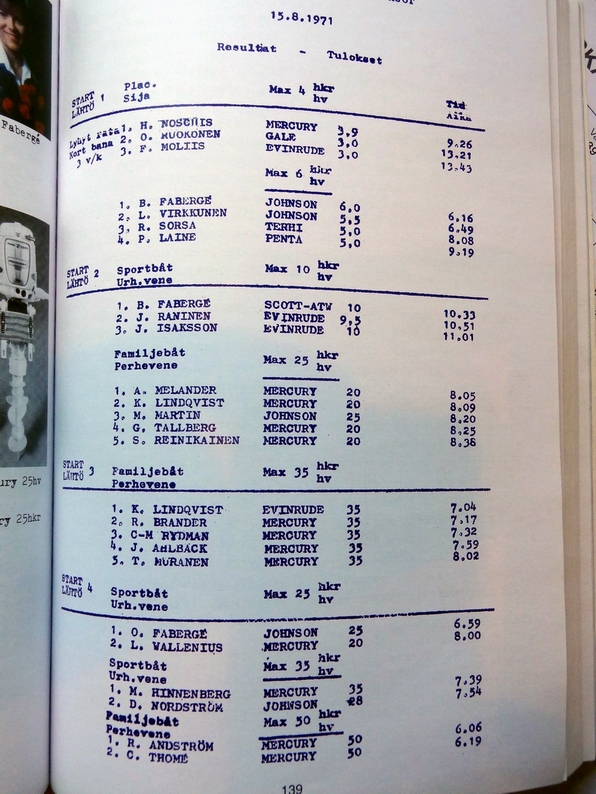 15.8.1971
Resultat - Tulokset
START LÄHTÖ 1 Plac. Sija Max 4 hkr hv Tid Aika
Lyhyt rata Kort bana 3 v/k
1. H. NOSCHIS MERCURY 3,9 9.26
2. O. RUOKONEN GALE 3,0 13.21
3. F. MOLIIS EVINRUDE 3,0 13.43
Max 6 hkr hv
1. B. FABERGÉ JOHNSON 6,0 6.16
2. L. VIRKKUNEN JOHNSON 5,5 6.49
3. R. SORSA TERHI 5,0 8.08
4. P. LAINE PENTA 5,0 9.19
START LÄHTÖ 2 Sportbåt Urh.vene Max 10 hkr hv
1. B. FABERGÉ SCOTT-ATW 10 10.33
2. J. RANINEN EVINRUDE 9,5 10.51
3. J. ISAKSSON EVINRUDE 10 11.01
Familjebåt Perhevene Max 25 hkr hv
1. A. MELANDER MERCURY 20 8.05
2. K. LINDQVIST MERCURY 20 8.09
3. M. MARTIN JOHNSON 25 8.20
4. G. TALLBERG MERCURY 20 8.25
5. S. REINIKAINEN MERCURY 20 8.38
START LÄHTÖ 3 Familjebåt Perhevene Max 35 hkr hv
1. K. LINDQVIST EVINRUDE 35 7.04
2. R. BRANDER MERCURY 35 7.17
3. C-M RYDMAN MERCURY 35 7.32
4. J. AHLBÄCK MERCURY 35 7.59
5. T. MURANEN MERCURY 35 8.02
START LÄHTÖ 4 Sportbåt Urh.vene Max 25 hkr hv
1. O. FABERGÉ JOHNSON 25 6.59
2. L. WALLENIUS MERCURY 20 8.00
Sportbåt Urh.vene Max 35 hkr hv
1. M. HINNENBERG MERCURY 35 7.39
2. D. NORDSTRÖM JOHNSON 28 7.54
Familjebåt Perhevene Max 50 hkr hv
1. R. ANDSTRÖM MERCURY 50 6.06
2. C. THOMÉ MERCURY 50 6.19
139
Fabergé
ury 25hv
ry 25hkr